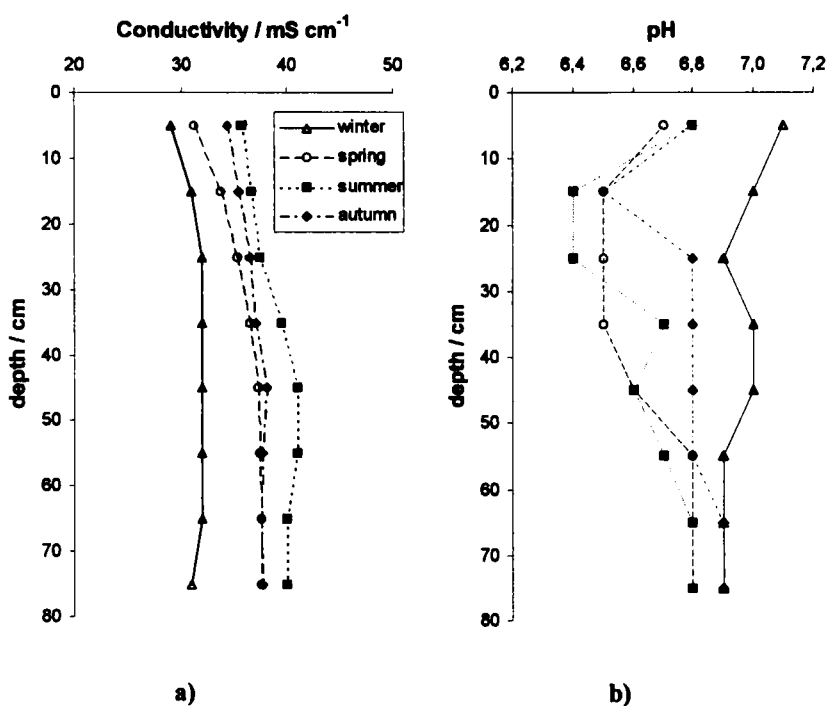 Conductivity / mS cm-1
20 30 40 50
0
10
20
30
40
50
60
70
80
depth / cm
winter
spring
summer
autumn
a)
pH
6,2 6,4 6,6 6,8 7,0 7,2
0
10
20
30
40
50
60
70
80
depth / cm
b)